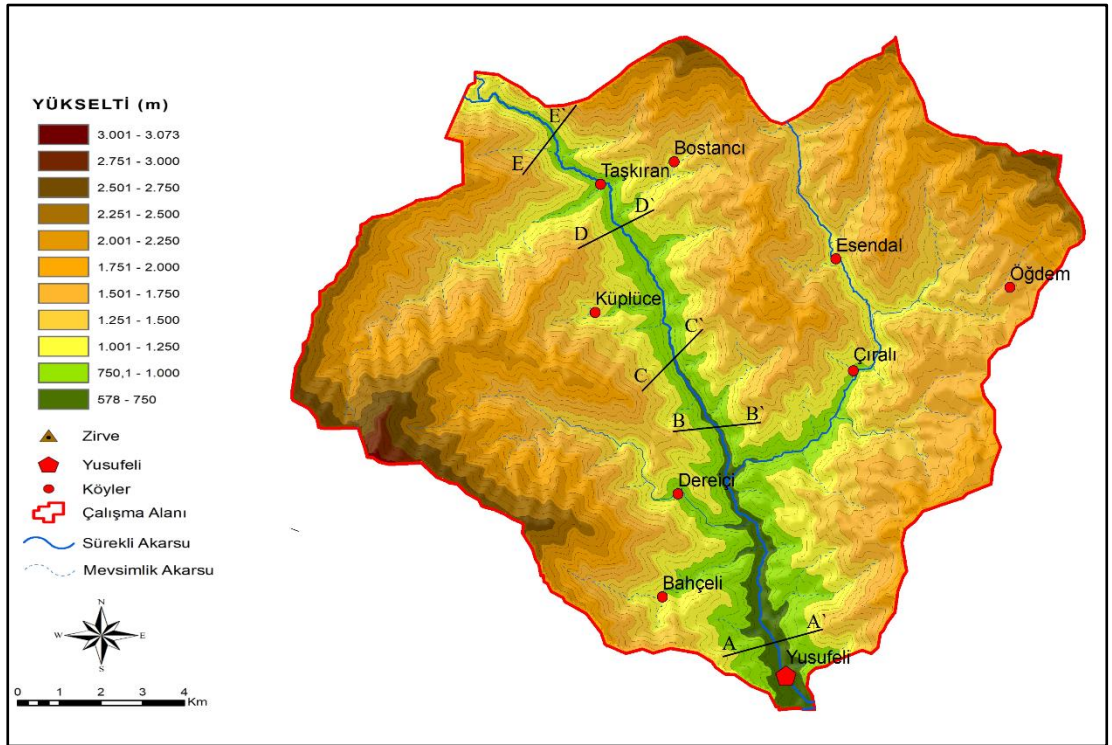 YÜKSELTİ (m)
3.001 - 3.073
2.751 - 3.000
2.501 - 2.750
2.251 - 2.500
2.001 - 2.250
1.751 - 2.000
1.501 - 1.750
1.251 - 1.500
1.001 - 1.250
750,1 - 1.000
578 - 750
Zirve
Yusufeli
Köyler
Çalışma Alanı
Sürekli Akarsu
Mevsimlik Akarsu
N
W E
S
0 1 2 3 4
Km
E`
E
Bostancı
Taşkıran
D`
D
Esendal
Öğdem
Küplüce
C`
C
Çıralı
B B`
Dereiçi
Bahçeli
A`
A
Yusufeli